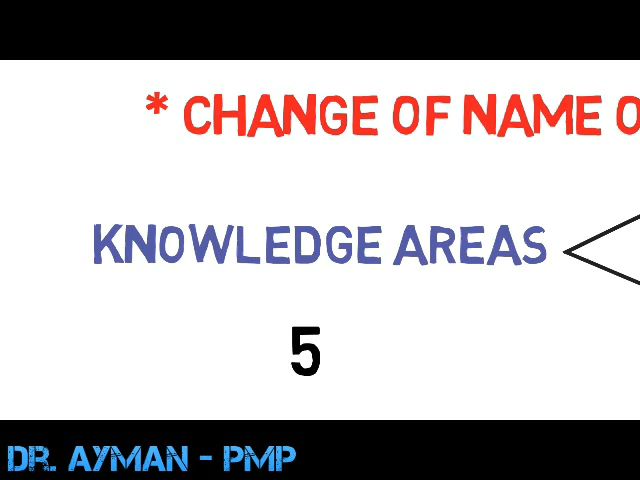 * CHANGE OF NAME O
KNOWLEDGE AREAS
5
DR. AYMAN - PMP